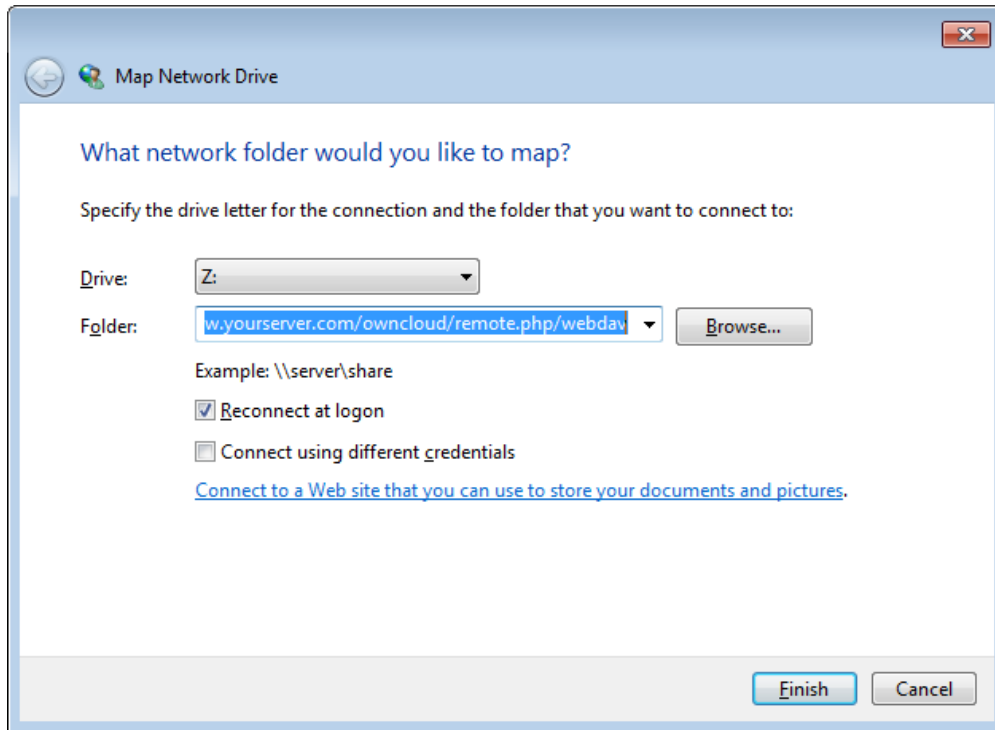 Map Network Drive
What network folder would you like to map?
Specify the drive letter for the connection and the folder that you want to connect to:
Drive: Z:
Folder: w.yourserver.com/owncloud/remote.php/webdav Browse...
Example: \\server\share
Reconnect at logon
Connect using different credentials
Connect to a Web site that you can use to store your documents and pictures.
Finish Cancel